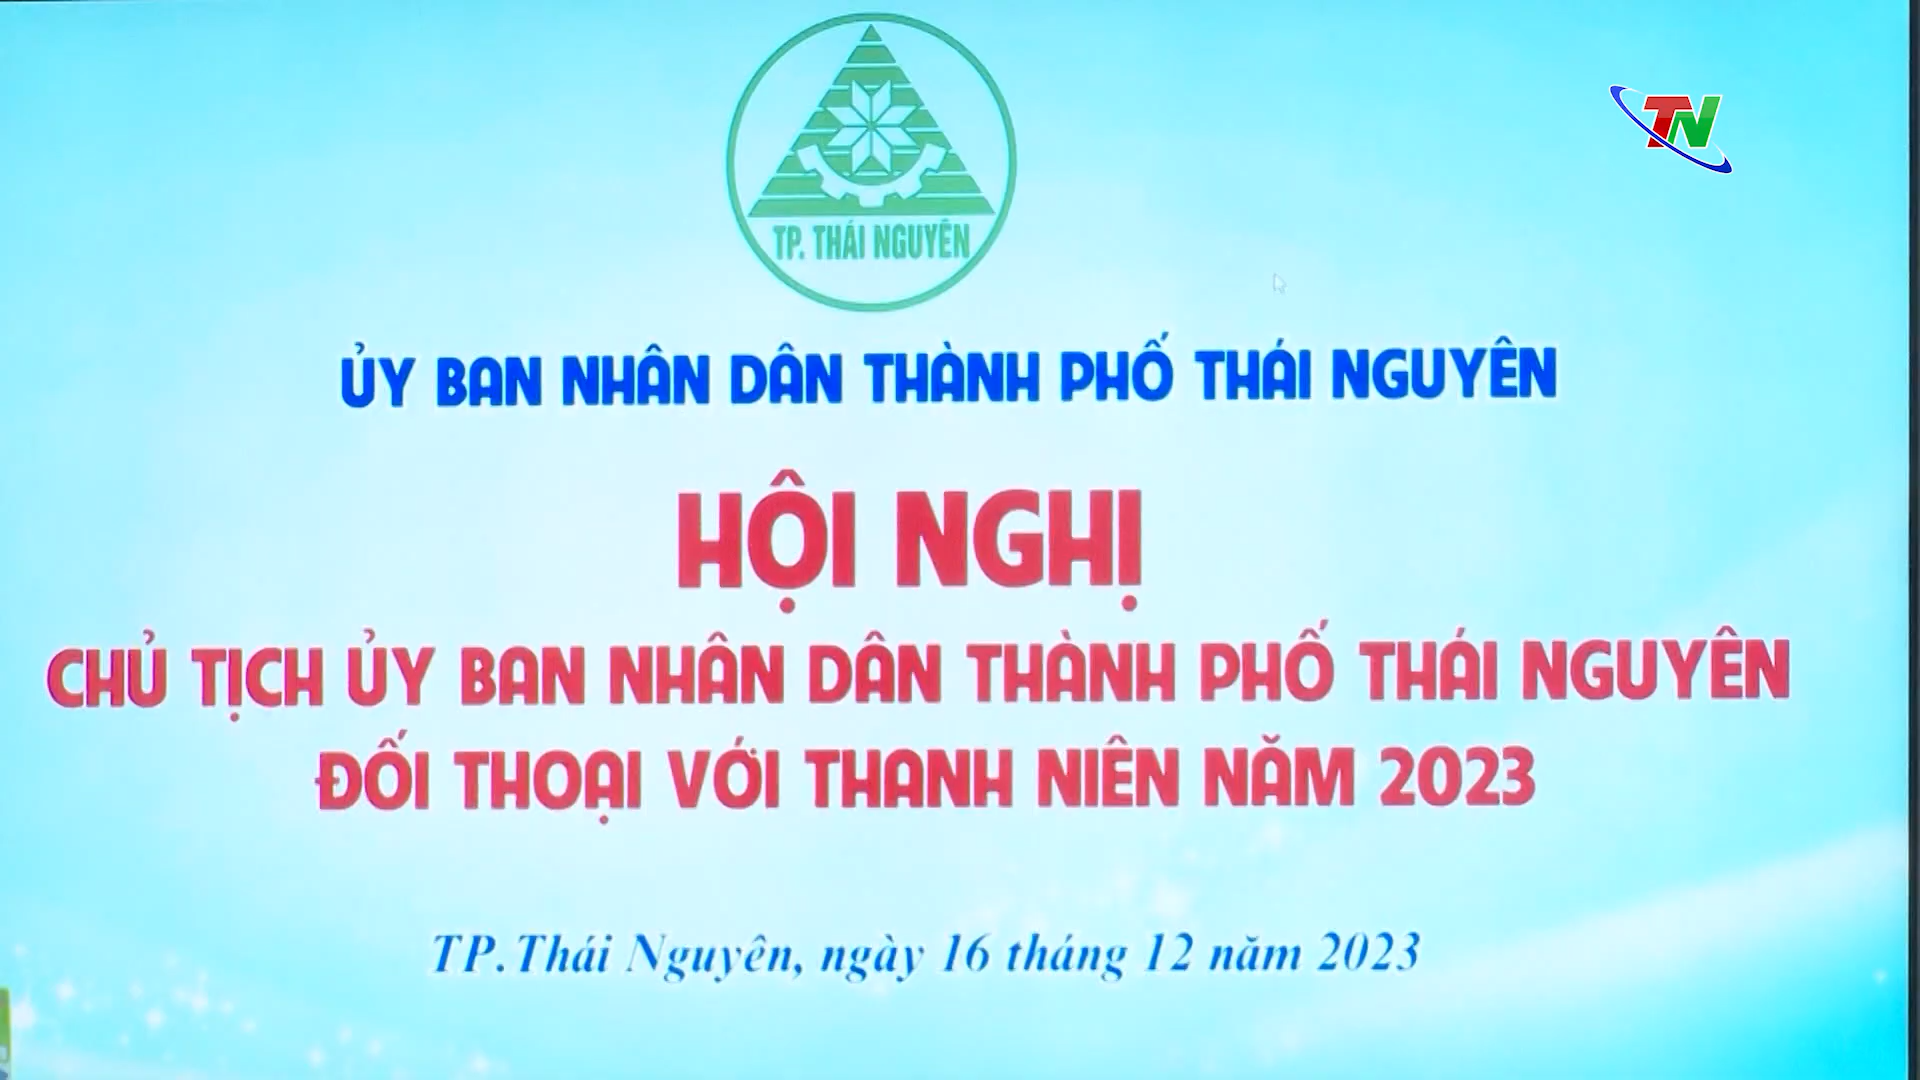 TP. THÁI NGUYÊN
TN
ỦY BAN NHÂN DÂN THÀNH PHỐ THÁI NGUYÊN
HỘI NGHỊ
CHỦ TỊCH ỦY BAN NHÂN DÂN THÀNH PHỐ THÁI NGUYÊN
ĐỐI THOẠI VỚI THANH NIÊN NĂM 2023
TP.Thái Nguyên, ngày 16 tháng 12 năm 2023